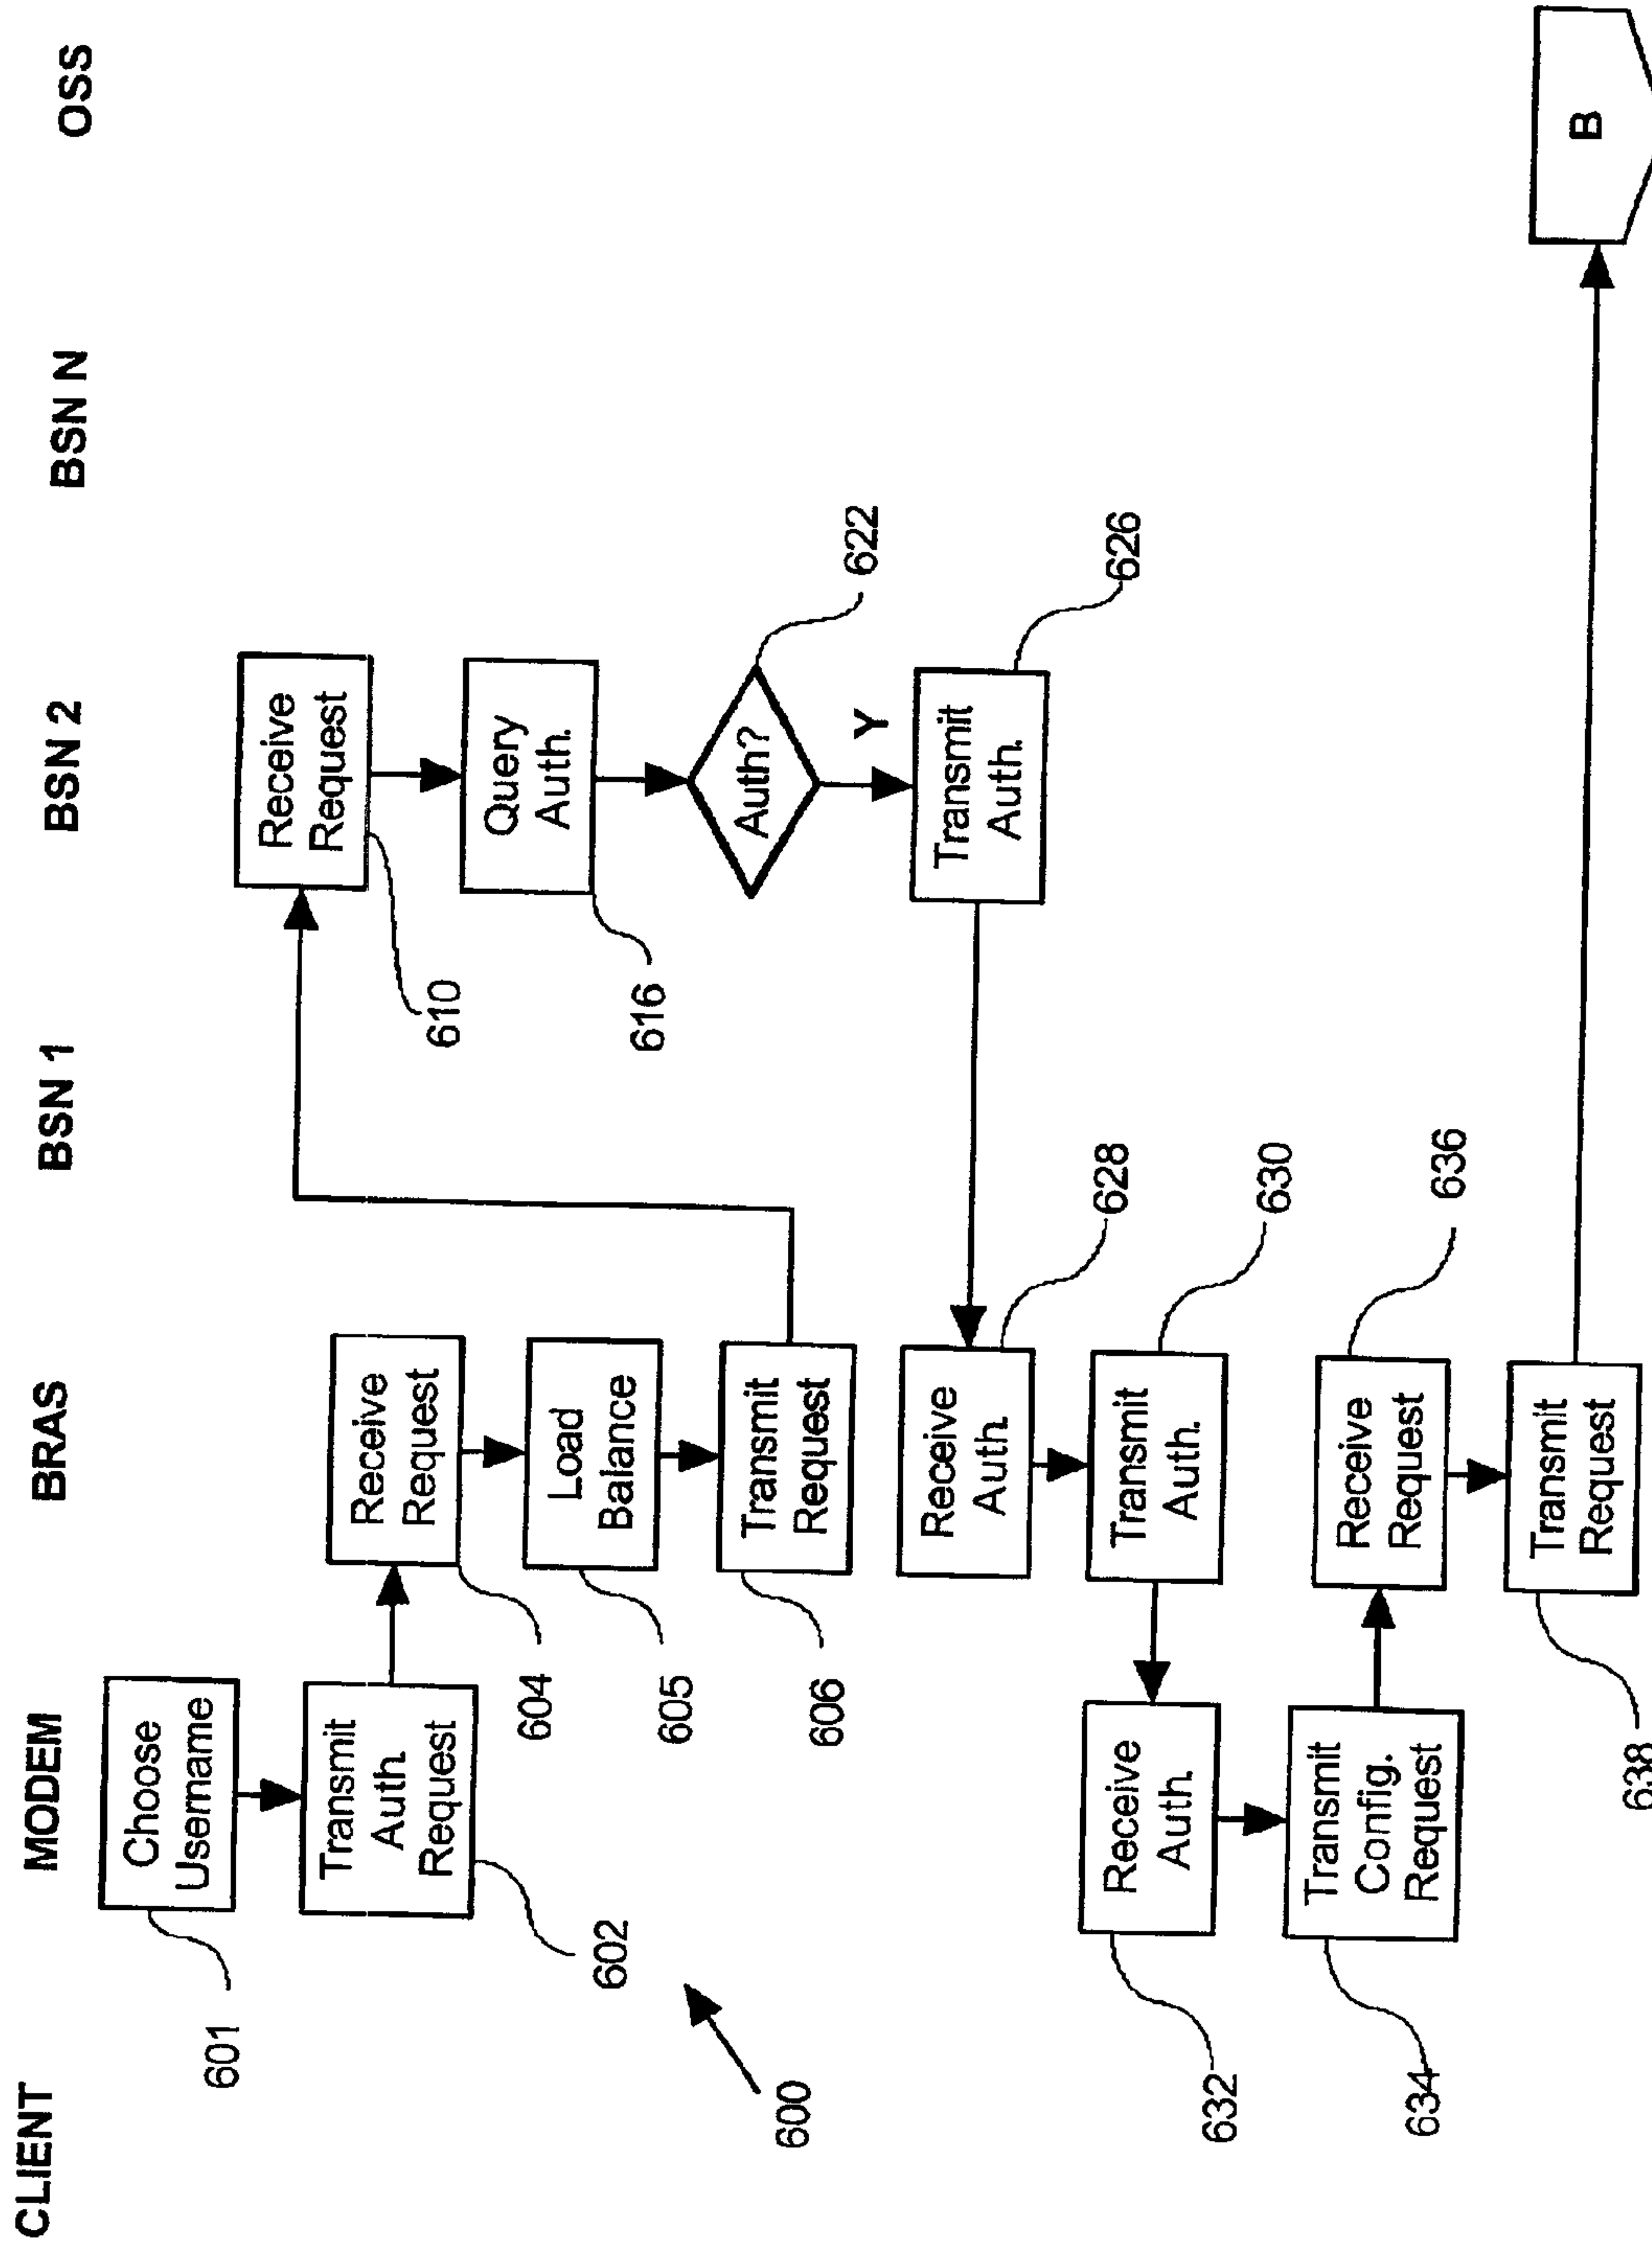 CLIENT
MODEM
BRAS
BSN 1
BSN 2
BSN N
OSS
Choose
Username
601
Transmit
Auth.
Request
602
600
Receive
Request
604
Load
Balance
605
Transmit
Request
606
Receive
Request
610
Query
Auth.
616
Auth?
622
Y
Transmit
Auth.
626
Receive
Auth.
628
Transmit
Auth.
630
Receive
Auth.
632
Transmit
Config.
Request
634
Receive
Request
636
Transmit
Request
638
B